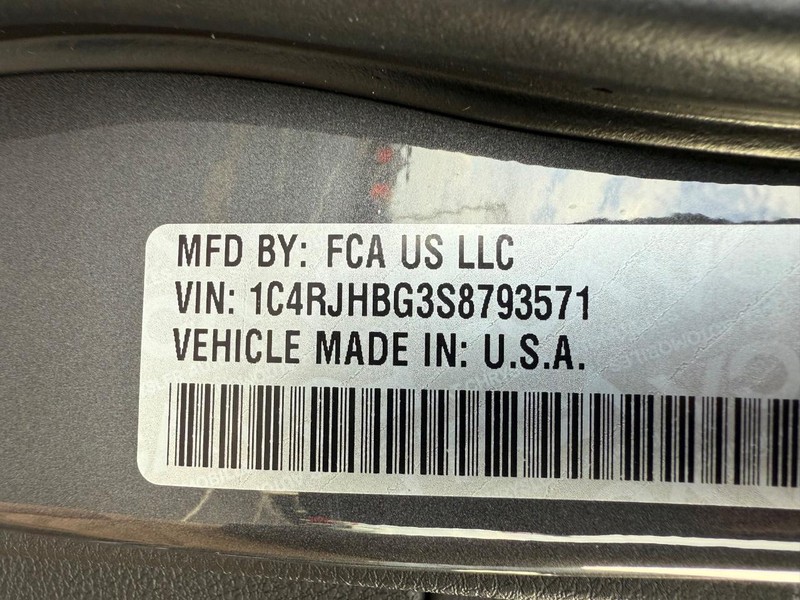 MFD BY: FCA US LLC
VIN: 1C4RJHBG3S8793571
VEHICLE MADE IN: U.S.A.